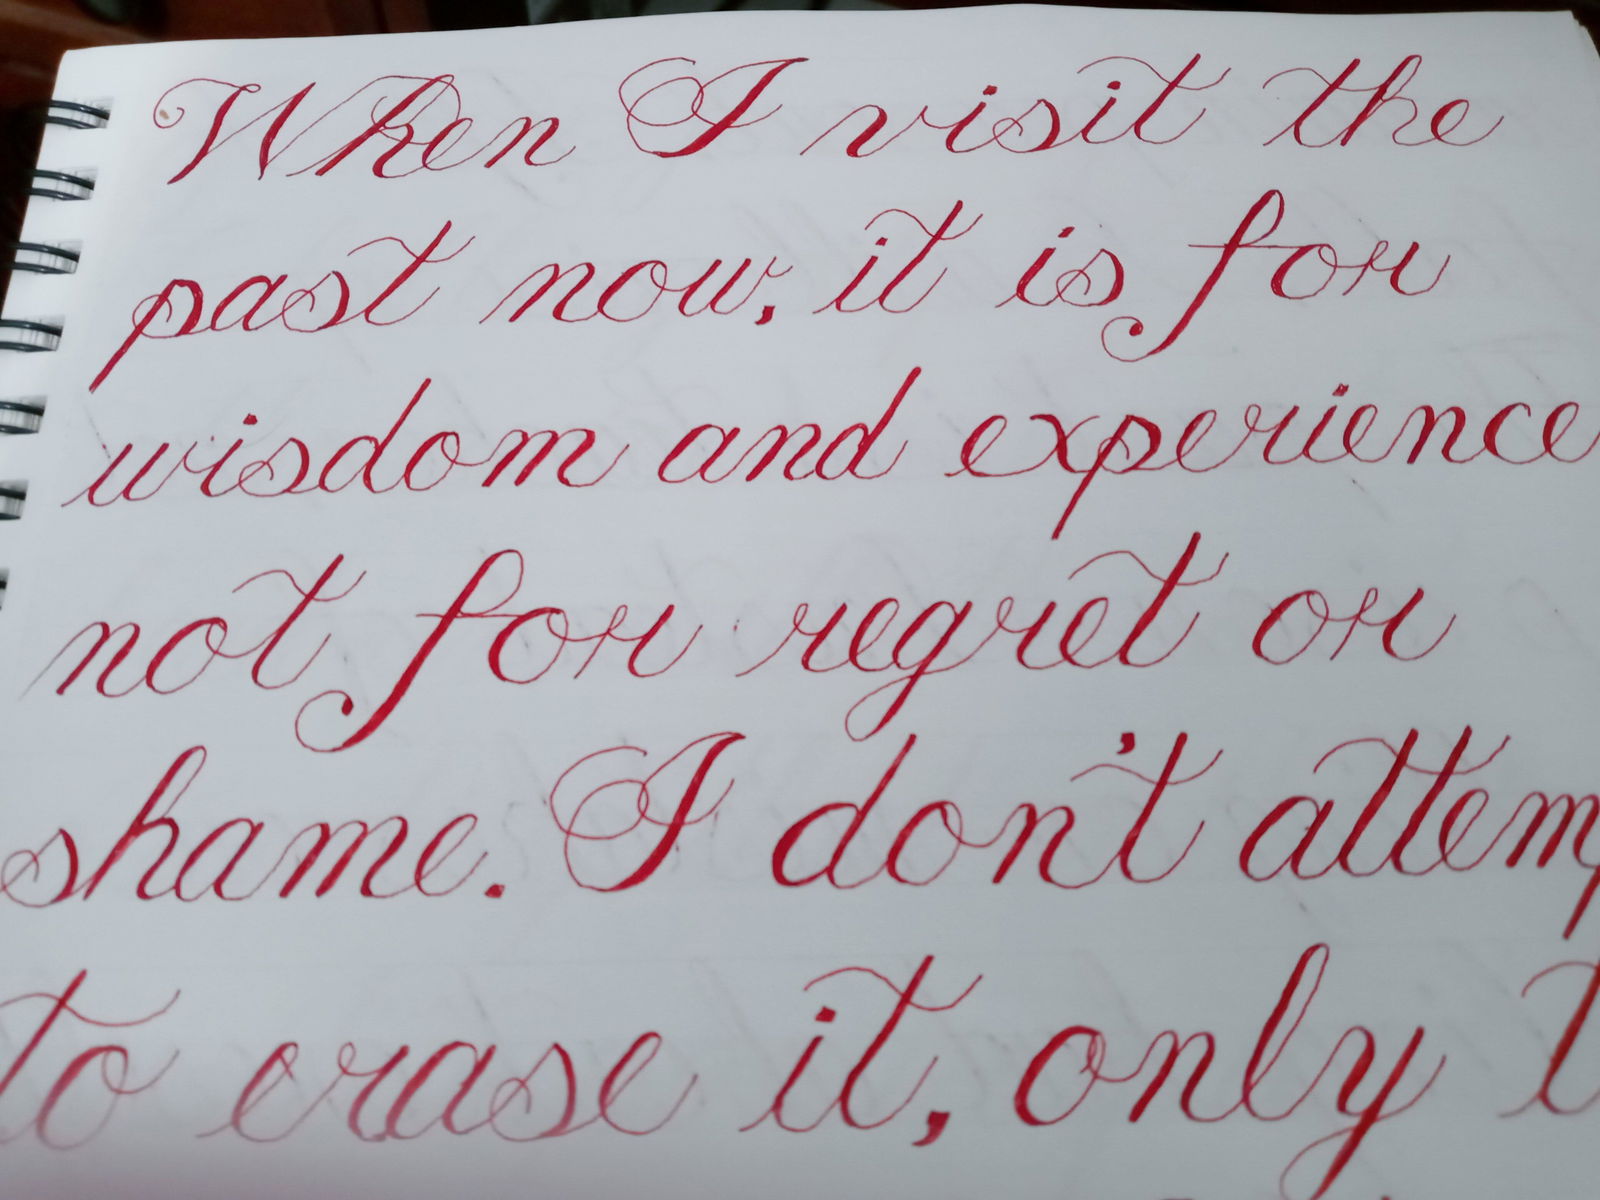 When I visit the
past now, it is for
wisdom and experience
not for regret or
shame. I don't attemp
to erase it, only t